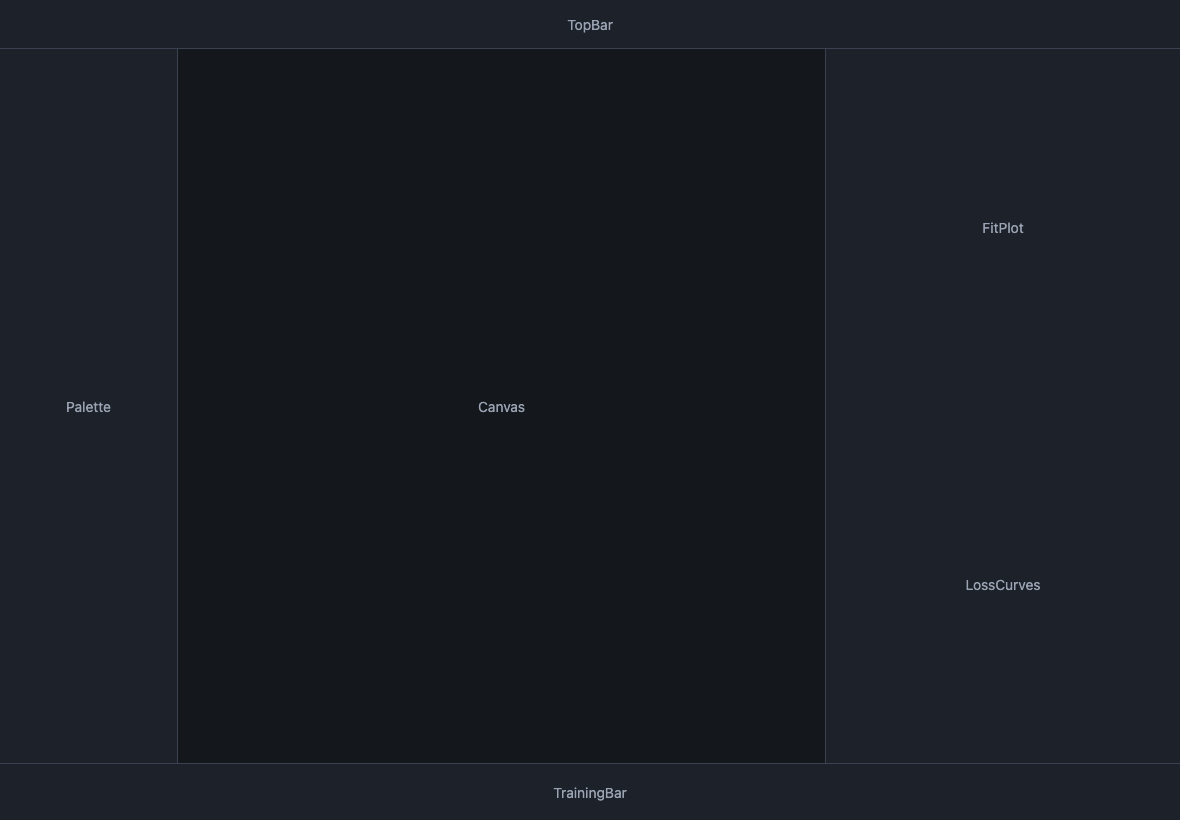 TopBar
Palette
Canvas
FitPlot
LossCurves
TrainingBar